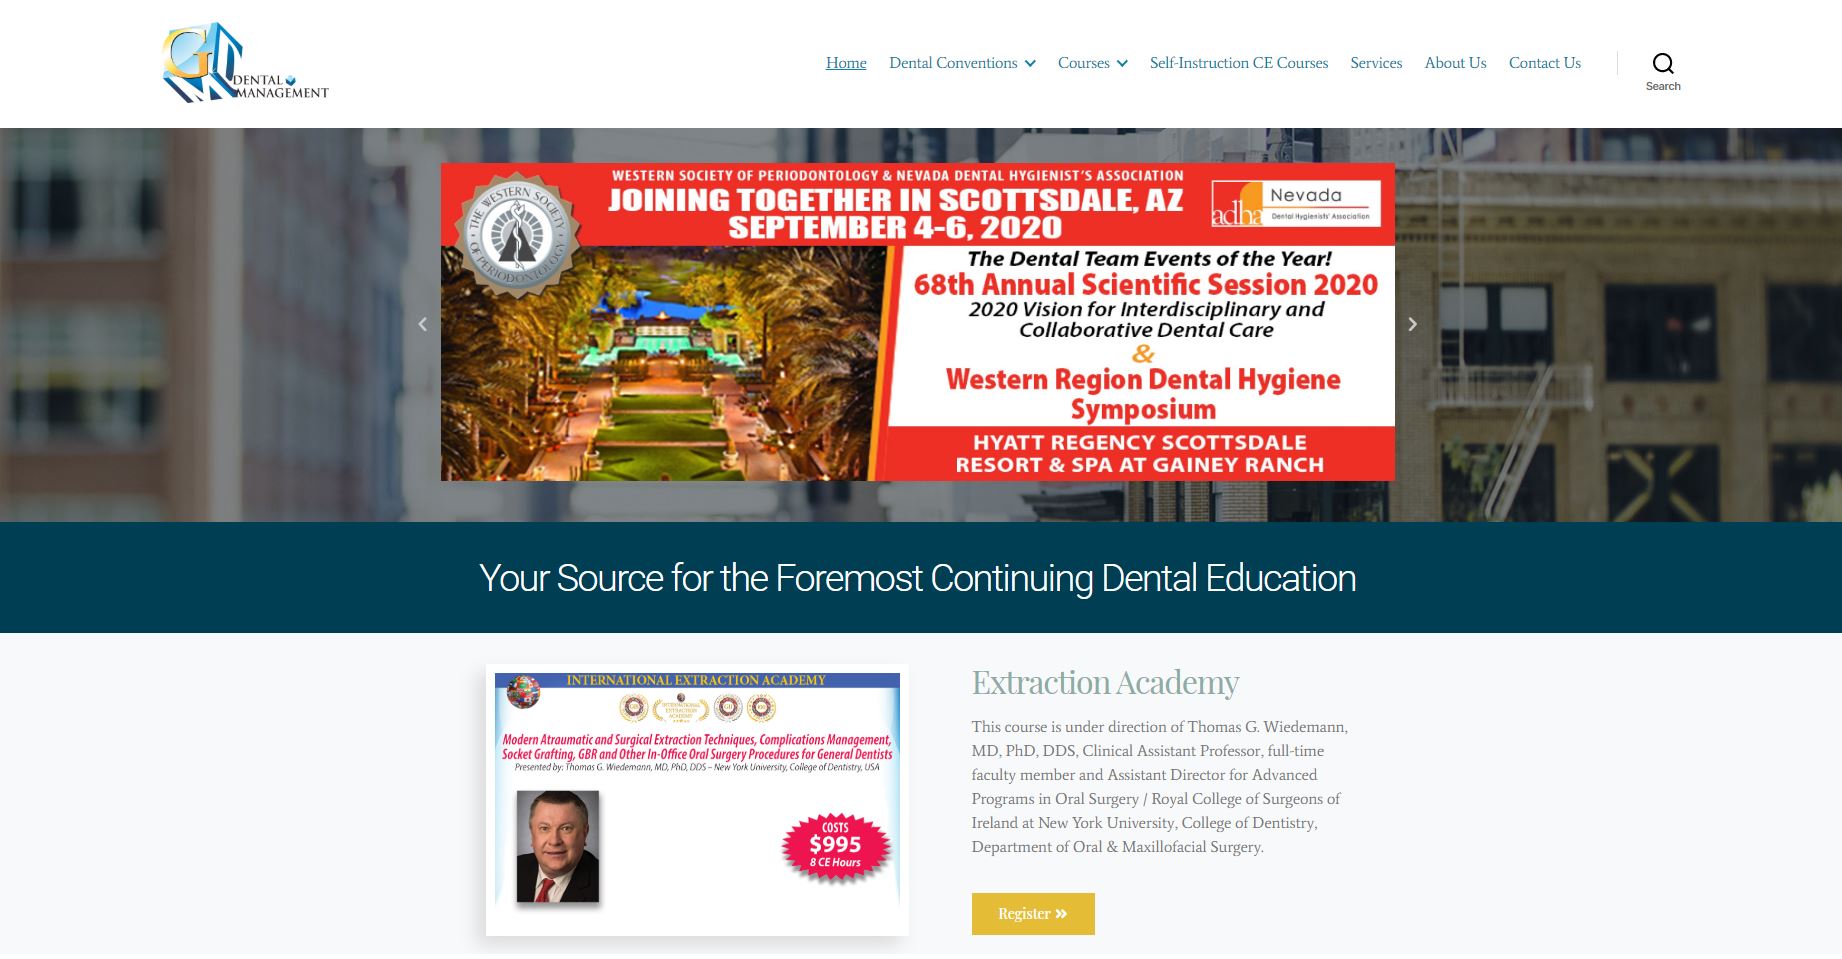 G
DENTAL
MANAGEMENT
Home
Dental Conventions
Courses
Self-Instruction CE Courses
Services
About Us
Contact Us
Search
THE WESTERN SOCIETY OF PERIODONTOLOGY
WESTERN SOCIETY OF PERIODONTOLOGY & NEVADA DENTAL HYGIENIST'S ASSOCIATION
JOINING TOGETHER IN SCOTTSDALE, AZ
SEPTEMBER 4-6, 2020
adha
Nevada
Dental Hygienists' Association
The Dental Team Events of the Year!
68th Annual Scientific Session 2020
2020 Vision for Interdisciplinary and
Collaborative Dental Care
&
Western Region Dental Hygiene
Symposium
HYATT REGENCY SCOTTSDALE
RESORT & SPA AT GAINEY RANCH
Your Source for the Foremost Continuing Dental Education
INTERNATIONAL EXTRACTION ACADEMY
INTERNATIONAL
EXTRACTION
ACADEMY
Modern Atraumatic and Surgical Extraction Techniques, Complications Management,
Socket Grafting, GBR and Other In-Office Oral Surgery Procedures for General Dentists
Presented by: Thomas G. Wiedemann, MD, PhD, DDS – New York University, College of Dentistry, USA
COSTS
$995
8 CE Hours
Extraction Academy
This course is under direction of Thomas G. Wiedemann,
MD, PhD, DDS, Clinical Assistant Professor, full-time
faculty member and Assistant Director for Advanced
Programs in Oral Surgery / Royal College of Surgeons of
Ireland at New York University, College of Dentistry,
Department of Oral & Maxillofacial Surgery.
Register »